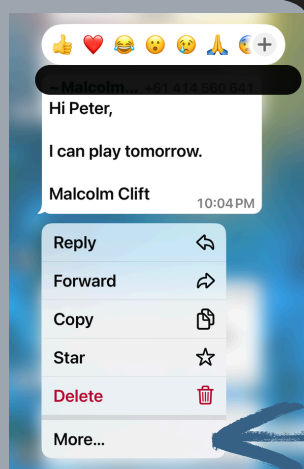 Hi Peter,
I can play tomorrow.
Malcolm Clift
10:04 PM
Reply
Forward
Copy
Star
Delete
More...